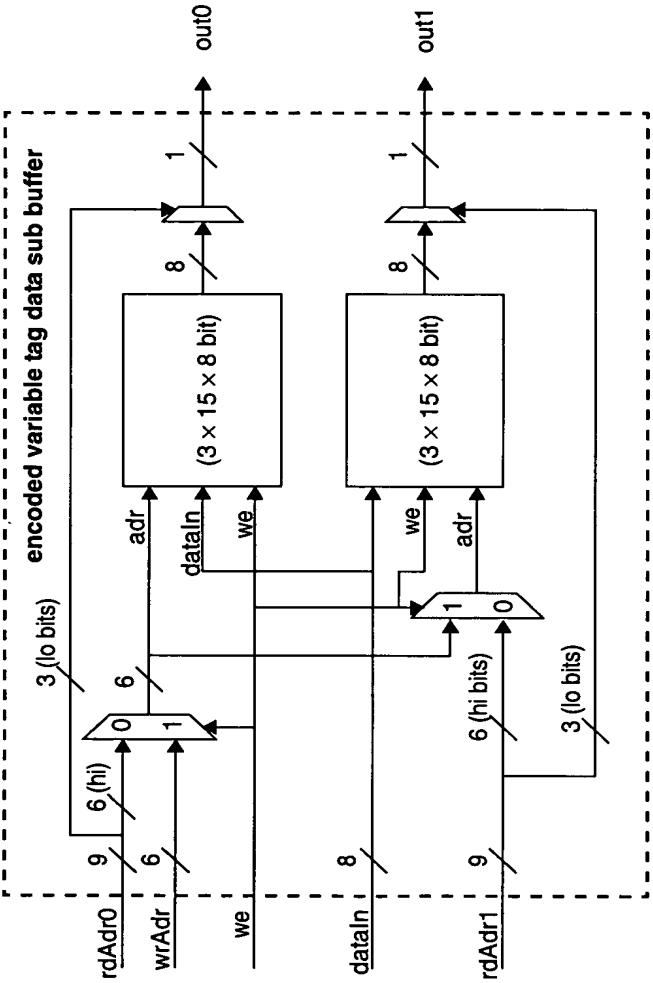 encoded variable tag data sub buffer
rdAdr0
9
6 (hi)
3 (lo bits)
wrAdr
6
0
1
6
we
adr
dataIn
we
(3 × 15 × 8 bit)
8
1
out0
dataIn
8
we
adr
1
0
(3 × 15 × 8 bit)
8
1
out1
rdAdr1
9
6 (hi bits)
3 (lo bits)